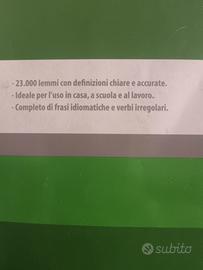 - 23.000 lemmi con definizioni chiare e accurate.
- Ideale per l'uso in casa, a scuola e al lavoro.
- Completo di frasi idiomatiche e verbi irregolari.
subito